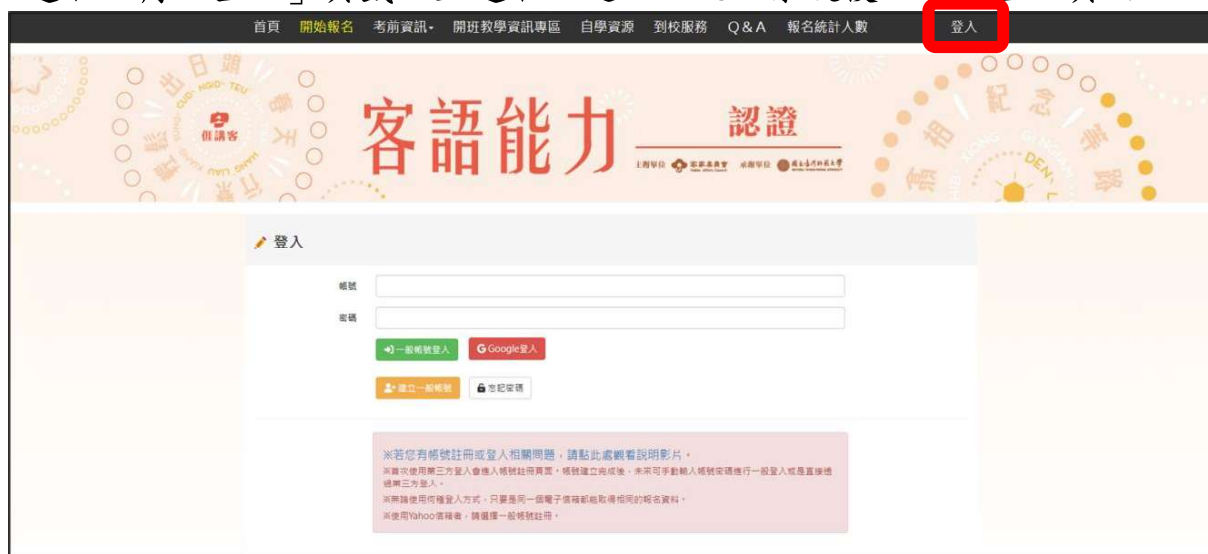 首頁 開始報名 考前資訊 開班教學資訊專區 自學資源 到校服務 Q&A 報名統計人數 登入
客語能力 認證
主辦單位 承辦單位
登入
帳號
密碼
一般帳號登入 Google登入
建立一般帳號 忘記密碼
※若您有帳號註冊或登入相關問題,請點此處觀看說明影片。
※首次使用第三方登入會進入帳號註冊頁面,帳號建立完成後,未來可手動輸入帳號密碼進行一般登入或是直接透
過第三方登入。
※無論使用何種登入方式,只要是同一個電子信箱都能取得相同的報名資料。
※使用Yahoo信箱者,請選擇一般帳號註冊。